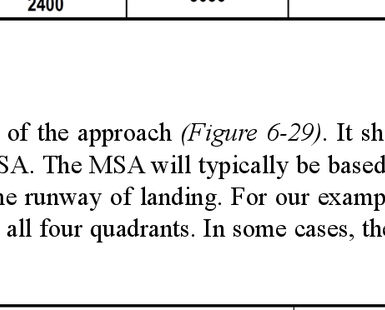 2400
of the approach (Figure 6-29). It sh
SA. The MSA will typically be based
ne runway of landing. For our examp
all four quadrants. In some cases, the